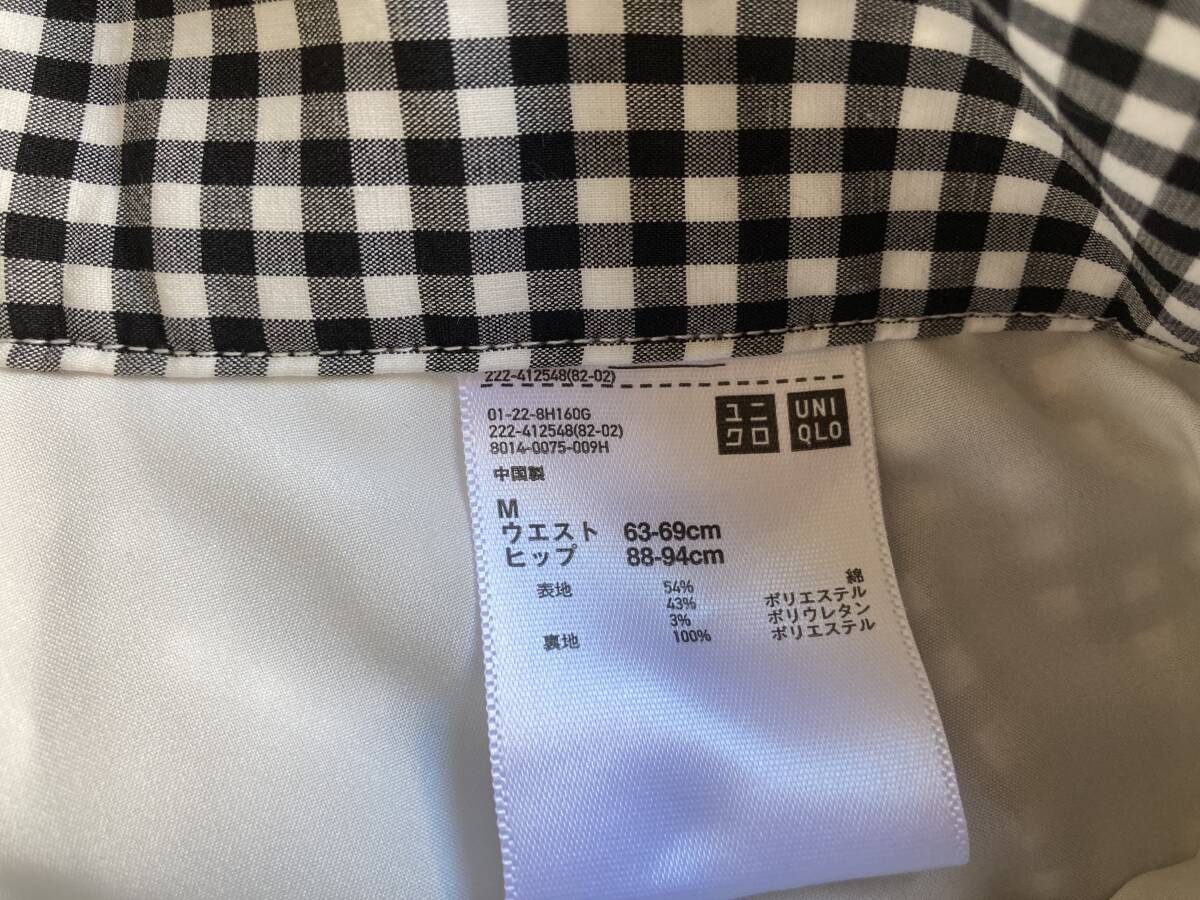 222-412548(82-02)
01-22-8H160G
222-412548(82-02)
8014-0075-009H
ユニ
クロ
UNI
QLO
中国製
M
ウエスト 63-69cm
ヒップ 88-94cm
表地 54% 綿
43% ポリエステル
3% ポリウレタン
裏地 100% ポリエステル